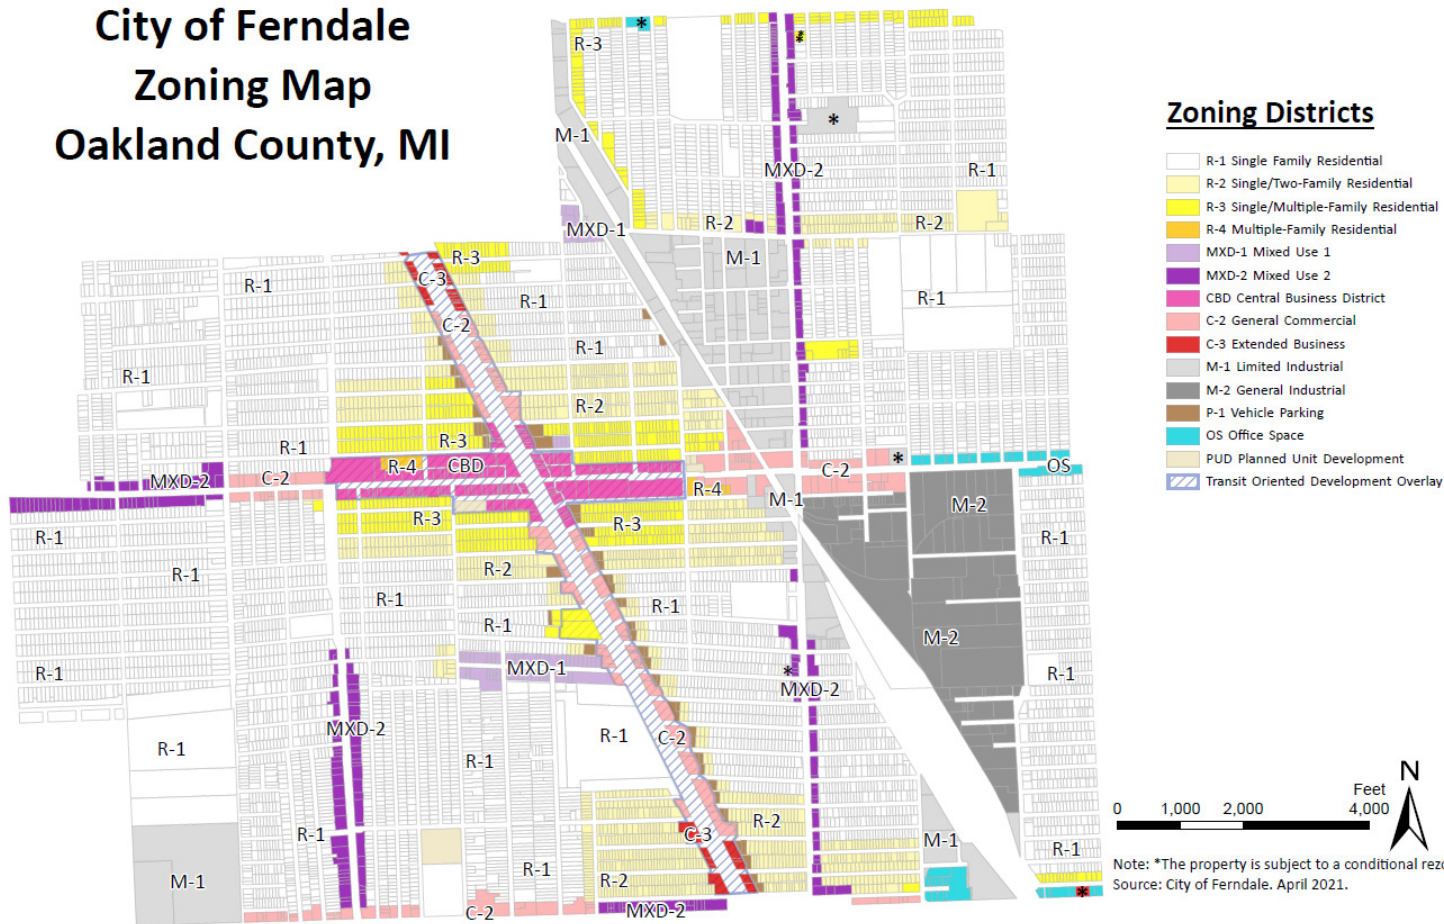 City of Ferndale
Zoning Map
Oakland County, MI
Zoning Districts
R-1 Single Family Residential
R-2 Single/Two-Family Residential
R-3 Single/Multiple-Family Residential
R-4 Multiple-Family Residential
MXD-1 Mixed Use 1
MXD-2 Mixed Use 2
CBD Central Business District
C-2 General Commercial
C-3 Extended Business
M-1 Limited Industrial
M-2 General Industrial
P-1 Vehicle Parking
OS Office Space
PUD Planned Unit Development
Transit Oriented Development Overlay
*
*
R-3
*
M-1
MXD-2
R-1
R-2
R-2
MXD-1
R-3
M-1
C-3
R-1
R-1
R-1
C-2
R-1
R-1
R-2
R-3
R-1
*
R-4
CBD
C-2
OS
MXD-2
C-2
R-4
M-1
M-2
R-3
R-3
R-1
R-1
R-2
R-1
R-1
R-1
R-1
M-2
R-1
MXD-1
*
R-1
MXD-2
MXD-2
C-2
R-1
R-1
R-1
R-2
C-3
R-1
M-1
R-1
R-1
R-2
M-1
*
C-2
MXD-2
N
Feet
0 1,000 2,000 4,000
Note: *The property is subject to a conditional rezo
Source: City of Ferndale. April 2021.